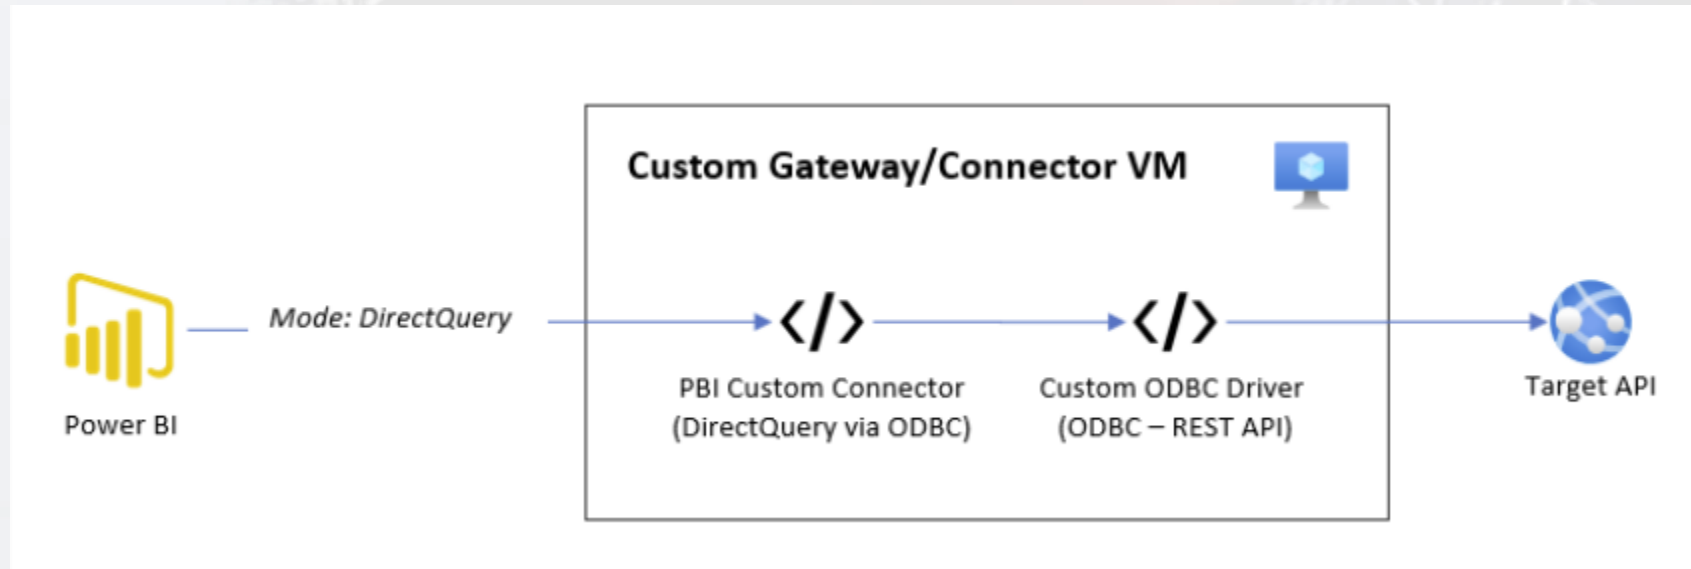 Custom Gateway/Connector VM
Mode: DirectQuery
Power BI
PBI Custom Connector
(DirectQuery via ODBC)
Custom ODBC Driver
(ODBC – REST API)
Target API